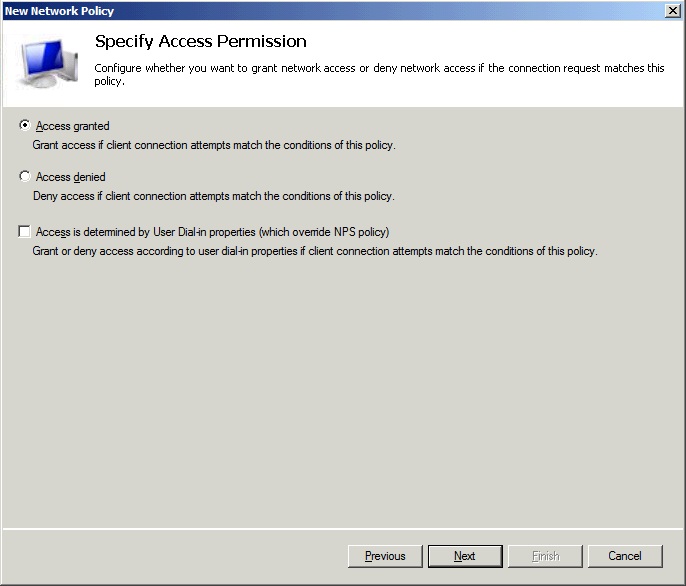 New Network Policy
Specify Access Permission
Configure whether you want to grant network access or deny network access if the connection request matches this
policy.
Access granted
Grant access if client connection attempts match the conditions of this policy.
Access denied
Deny access if client connection attempts match the conditions of this policy.
Access is determined by User Dial-in properties (which override NPS policy)
Grant or deny access according to user dial-in properties if client connection attempts match the conditions of this policy.
Previous Next Finish Cancel